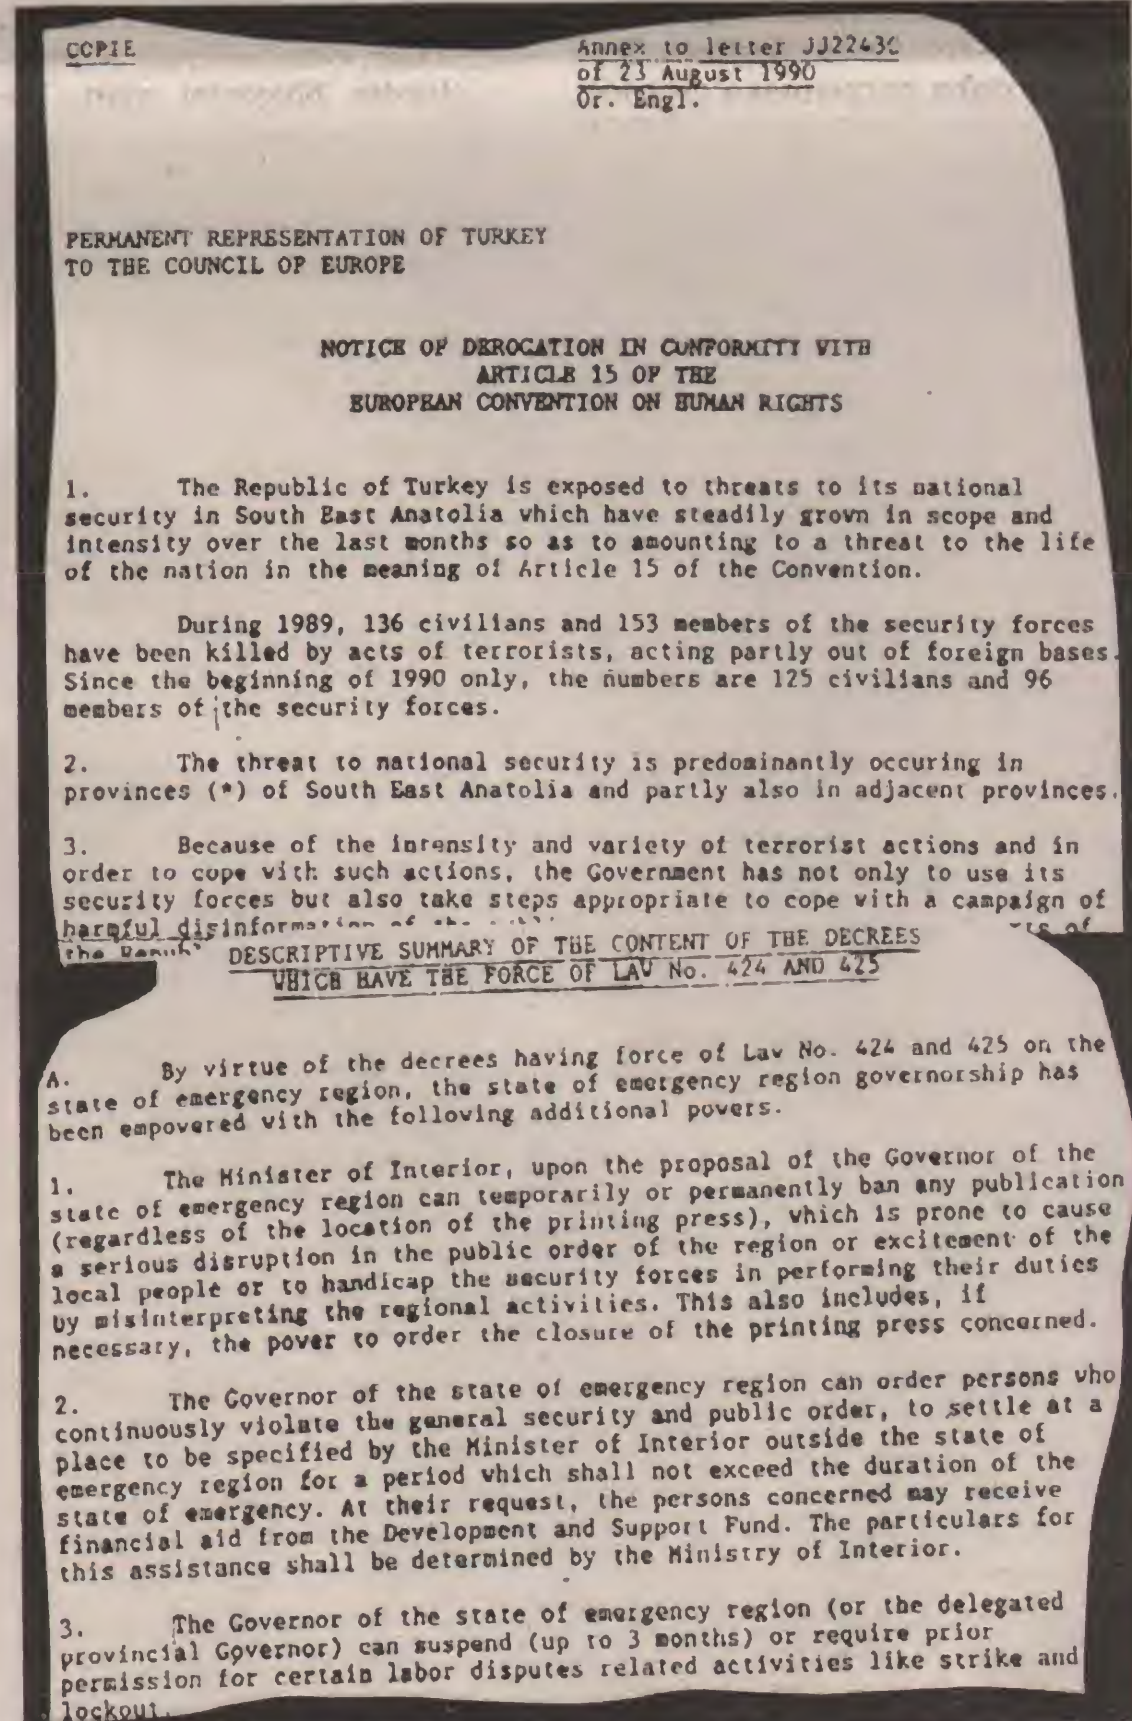 COPIE
Annex to letter JJ2243C
of 23 August 1990
Or. Engl.
PERMANENT REPRESENTATION OF TURKEY
TO THE COUNCIL OF EUROPE
NOTICE OF DEROGATION IN CONFORMITY WITH
ARTICLE 15 OF THE
EUROPEAN CONVENTION ON HUMAN RIGHTS
1. The Republic of Turkey is exposed to threats to its national
security in South East Anatolia which have steadily grown in scope and
intensity over the last months so as to amounting to a threat to the life
of the nation in the meaning of Article 15 of the Convention.
During 1989, 136 civilians and 153 members of the security forces
have been killed by acts of terrorists, acting partly out of foreign bases.
Since the beginning of 1990 only, the numbers are 125 civilians and 96
members of the security forces.
2. The threat to national security is predominantly occuring in
provinces (*) of South East Anatolia and partly also in adjacent provinces.
3. Because of the intensity and variety of terrorist actions and in
order to cope with such actions, the Government has not only to use its
security forces but also take steps appropriate to cope with a campaign of
harmful disinformation of the of
the
DESCRIPTIVE SUMMARY OF THE CONTENT OF THE DECREES
WHICH HAVE THE FORCE OF LAW No. 424 AND 425
A. By virtue of the decrees having force of Law No. 424 and 425 on the
state of emergency region, the state of emergency region governorship has
been empowered with the following additional powers.
1. The Minister of Interior, upon the proposal of the Governor of the
state of emergency region can temporarily or permanently ban any publication
(regardless of the location of the printing press), which is prone to cause
a serious disruption in the public order of the region or excitement of the
local people or to handicap the security forces in performing their duties
by misinterpreting the regional activities. This also includes, if
necessary, the power to order the closure of the printing press concerned.
2. The Governor of the state of emergency region can order persons who
continuously violate the general security and public order, to settle at a
place to be specified by the Minister of Interior outside the state of
emergency region for a period which shall not exceed the duration of the
state of emergency. At their request, the persons concerned may receive
financial aid from the Development and Support Fund. The particulars for
this assistance shall be determined by the Ministry of Interior.
3. The Governor of the state of emergency region (or the delegated
provincial Governor) can suspend (up to 3 months) or require prior
permission for certain labor disputes related activities like strike and
lockout.